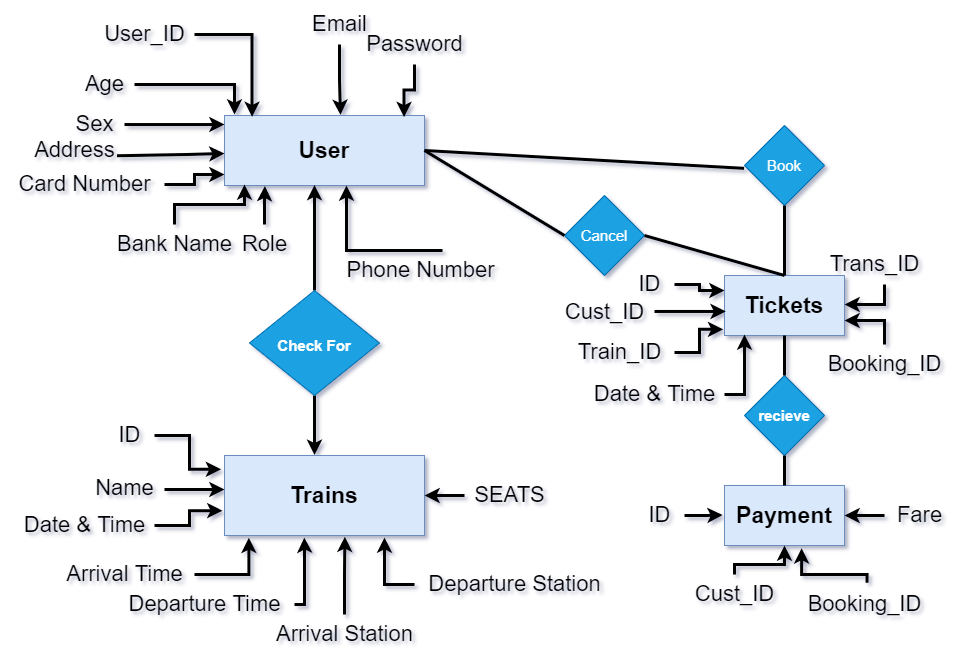 User_ID
Email
Password
Age
Sex
Address
Card Number
User
Book
Bank Name
Role
Phone Number
Cancel
Check For
ID
Cust_ID
Train_ID
Date & Time
Tickets
Trans_ID
Booking_ID
recieve
ID
Name
Date & Time
Trains
SEATS
Arrival Time
Departure Time
Arrival Station
Departure Station
ID
Payment
Fare
Cust_ID
Booking_ID